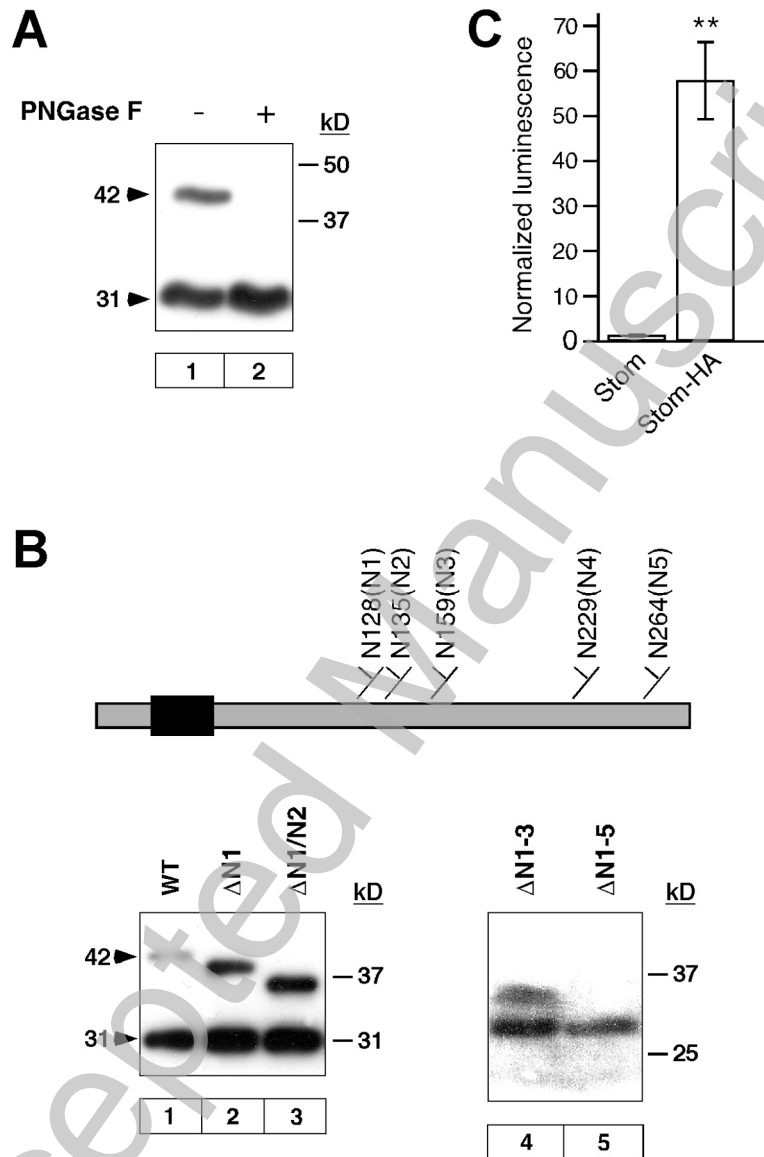 A
PNGase F - +
kD
50
42
37
31
1 2
C
Normalized luminescence
70
60
50
40
30
20
10
0
**
Stom
Stom-HA
B
N128(N1)
N135(N2)
N159(N3)
N229(N4)
N264(N5)
WT
ΔN1
ΔN1/N2
kD
42
37
31
31
1 2 3
ΔN1-3
ΔN1-5
kD
37
25
4 5
epted Manuscri